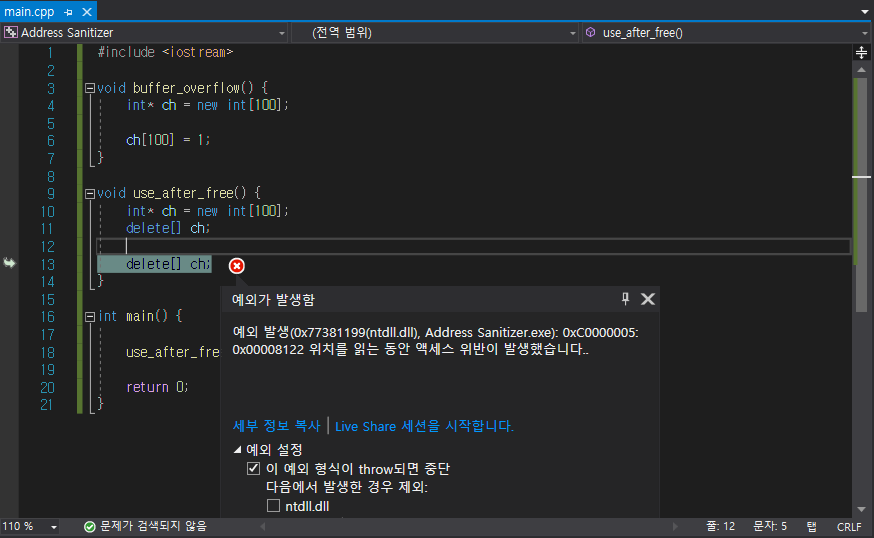 main.cpp
Address Sanitizer
(전역 범위)
use_after_free()
1 #include <iostream>
2
3 void buffer_overflow() {
4 int* ch = new int[100];
5
6 ch[100] = 1;
7 }
8
9 void use_after_free() {
10 int* ch = new int[100];
11 delete[] ch;
12
13 delete[] ch;
14 }
15
16 int main() {
17
18 use_after_fre
19
20 return 0;
21 }
예외가 발생함
예외 발생(0x77381199(ntdll.dll), Address Sanitizer.exe): 0xC0000005:
0x00008122 위치를 읽는 동안 액세스 위반이 발생했습니다..
세부 정보 복사 | Live Share 세션을 시작합니다.
예외 설정
이 예외 형식이 throw되면 중단
다음에서 발생한 경우 제외:
ntdll.dll
110 % 문제가 검색되지 않음 줄: 12 문자: 5 탭 CRLF